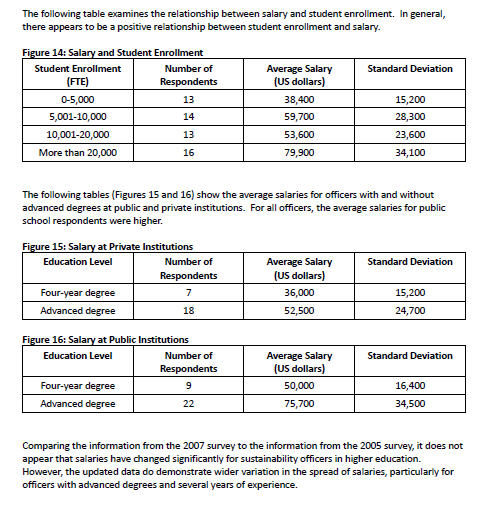 The following table examines the relationship between salary and student enrollment.  In general,
there appears to be a positive relationship between student enrollment and salary.
Figure 14: Salary and Student Enrollment
Student Enrollment (FTE) Number of Respondents Average Salary (US dollars) Standard Deviation
0-5,000 13 38,400 15,200
5,001-10,000 14 59,700 28,300
10,001-20,000 13 53,600 23,600
More than 20,000 16 79,900 34,100
The following tables (Figures 15 and 16) show the average salaries for officers with and without
advanced degrees at public and private institutions.  For all officers, the average salaries for public
school respondents were higher.
Figure 15: Salary at Private Institutions
Education Level Number of Respondents Average Salary (US dollars) Standard Deviation
Four-year degree 7 36,000 15,200
Advanced degree 18 52,500 24,700
Figure 16: Salary at Public Institutions
Education Level Number of Respondents Average Salary (US dollars) Standard Deviation
Four-year degree 9 50,000 16,400
Advanced degree 22 75,700 34,500
Comparing the information from the 2007 survey to the information from the 2005 survey, it does not
appear that salaries have changed significantly for sustainability officers in higher education.
However, the updated data do demonstrate wider variation in the spread of salaries, particularly for
officers with advanced degrees and several years of experience.